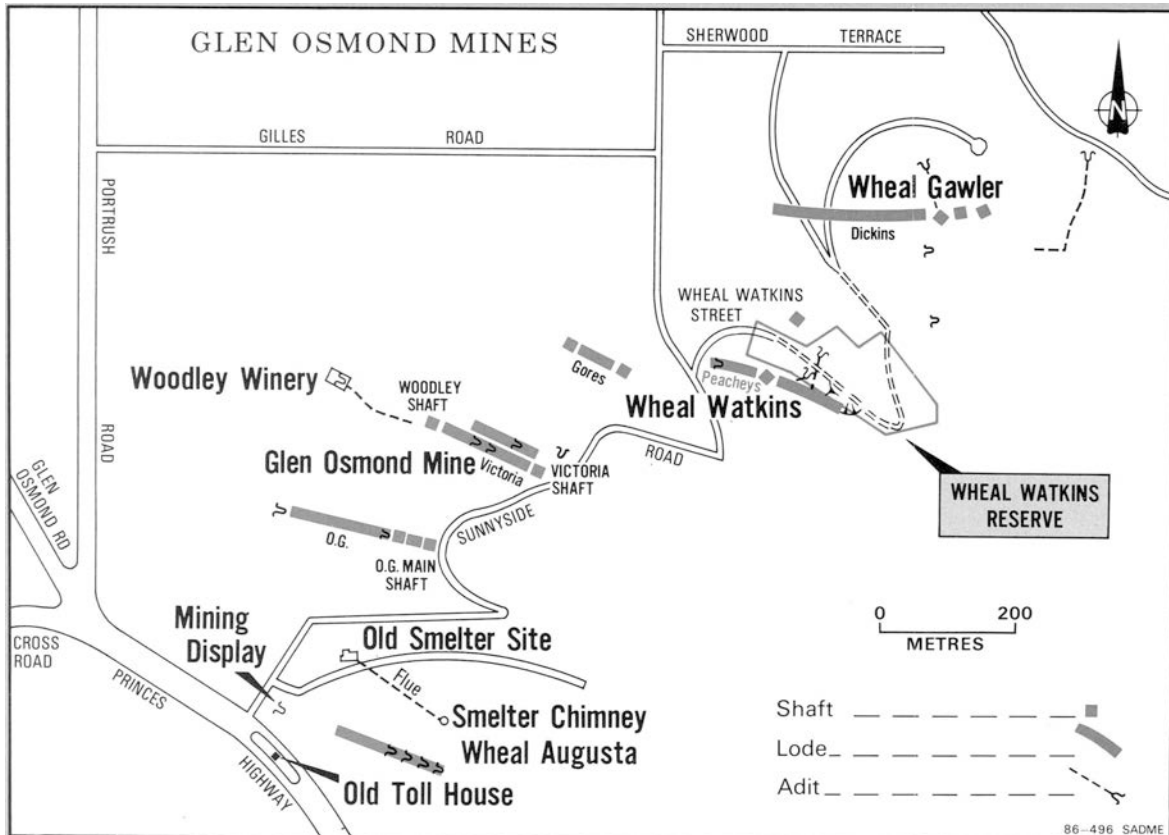 GLEN OSMOND MINES
SHERWOOD TERRACE
N
GILLES ROAD
PORTRUSH ROAD
Wheal Gawler
Dickins
WHEAL WATKINS
STREET
Gores
Peacheys
Wheal Watkins
Woodley Winery
WOODLEY
SHAFT
Glen Osmond Mine
Victoria
VICTORIA
SHAFT
ROAD
SUNNYSIDE
WHEAL WATKINS
RESERVE
GLEN
OSMOND RD
O.G.
O.G. MAIN
SHAFT
Mining
Display
Old Smelter Site
CROSS
ROAD
PRINCES
HIGHWAY
Flue
Smelter Chimney
Wheal Augusta
Old Toll House
0 200
METRES
Shaft
Lode
Adit
86-496 SADME